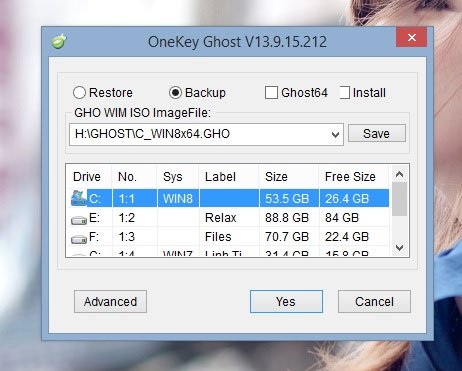 OneKey Ghost V13.9.15.212
Restore Backup Ghost64 Install
GHO WIM ISO ImageFile:
H:\GHOST\C_WIN8x64.GHO Save
Drive No. Sys Label Size Free Size
C: 1:1 WIN8 53.5 GB 26.4 GB
E: 1:2 Relax 88.8 GB 84 GB
F: 1:3 Files 70.7 GB 22.4 GB
1:4 WIN7 Linh Ti 31.4 GB 15.8 GB
Advanced Yes Cancel